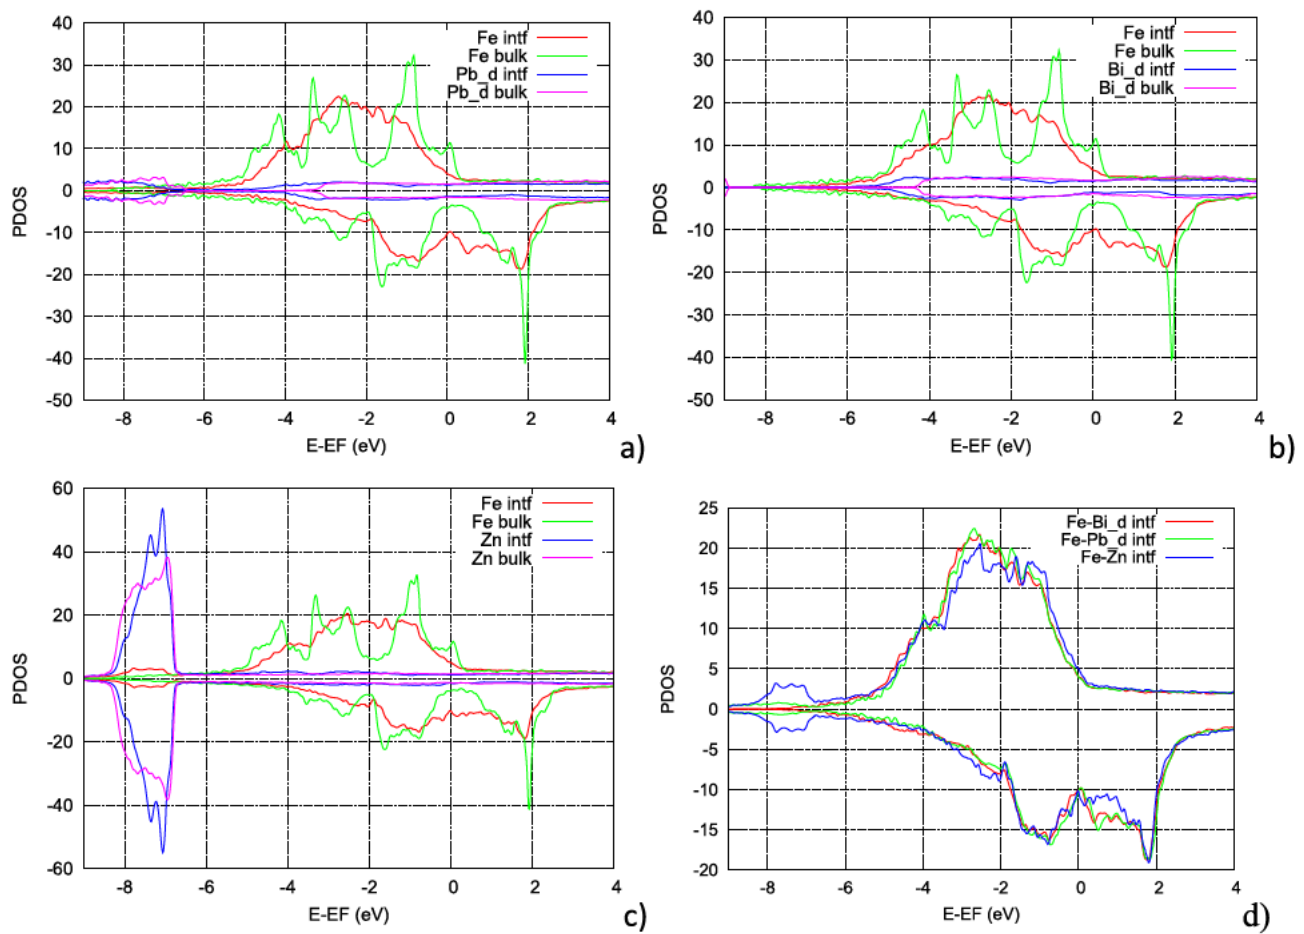 40
30
20
10
0
-10
-20
-30
-40
-50
PDOS
Fe intf
Fe bulk
Pb_d intf
Pb_d bulk
-8 -6 -4 -2 0 2 4
E-EF (eV)
a)
40
30
20
10
0
-10
-20
-30
-40
-50
PDOS
Fe intf
Fe bulk
Bi_d intf
Bi_d bulk
-8 -6 -4 -2 0 2 4
E-EF (eV)
b)
60
40
20
0
-20
-40
-60
PDOS
Fe intf
Fe bulk
Zn intf
Zn bulk
-8 -6 -4 -2 0 2 4
E-EF (eV)
c)
25
20
15
10
5
0
-5
-10
-15
-20
PDOS
Fe-Bi_d intf
Fe-Pb_d intf
Fe-Zn intf
-8 -6 -4 -2 0 2 4
E-EF (eV)
d)